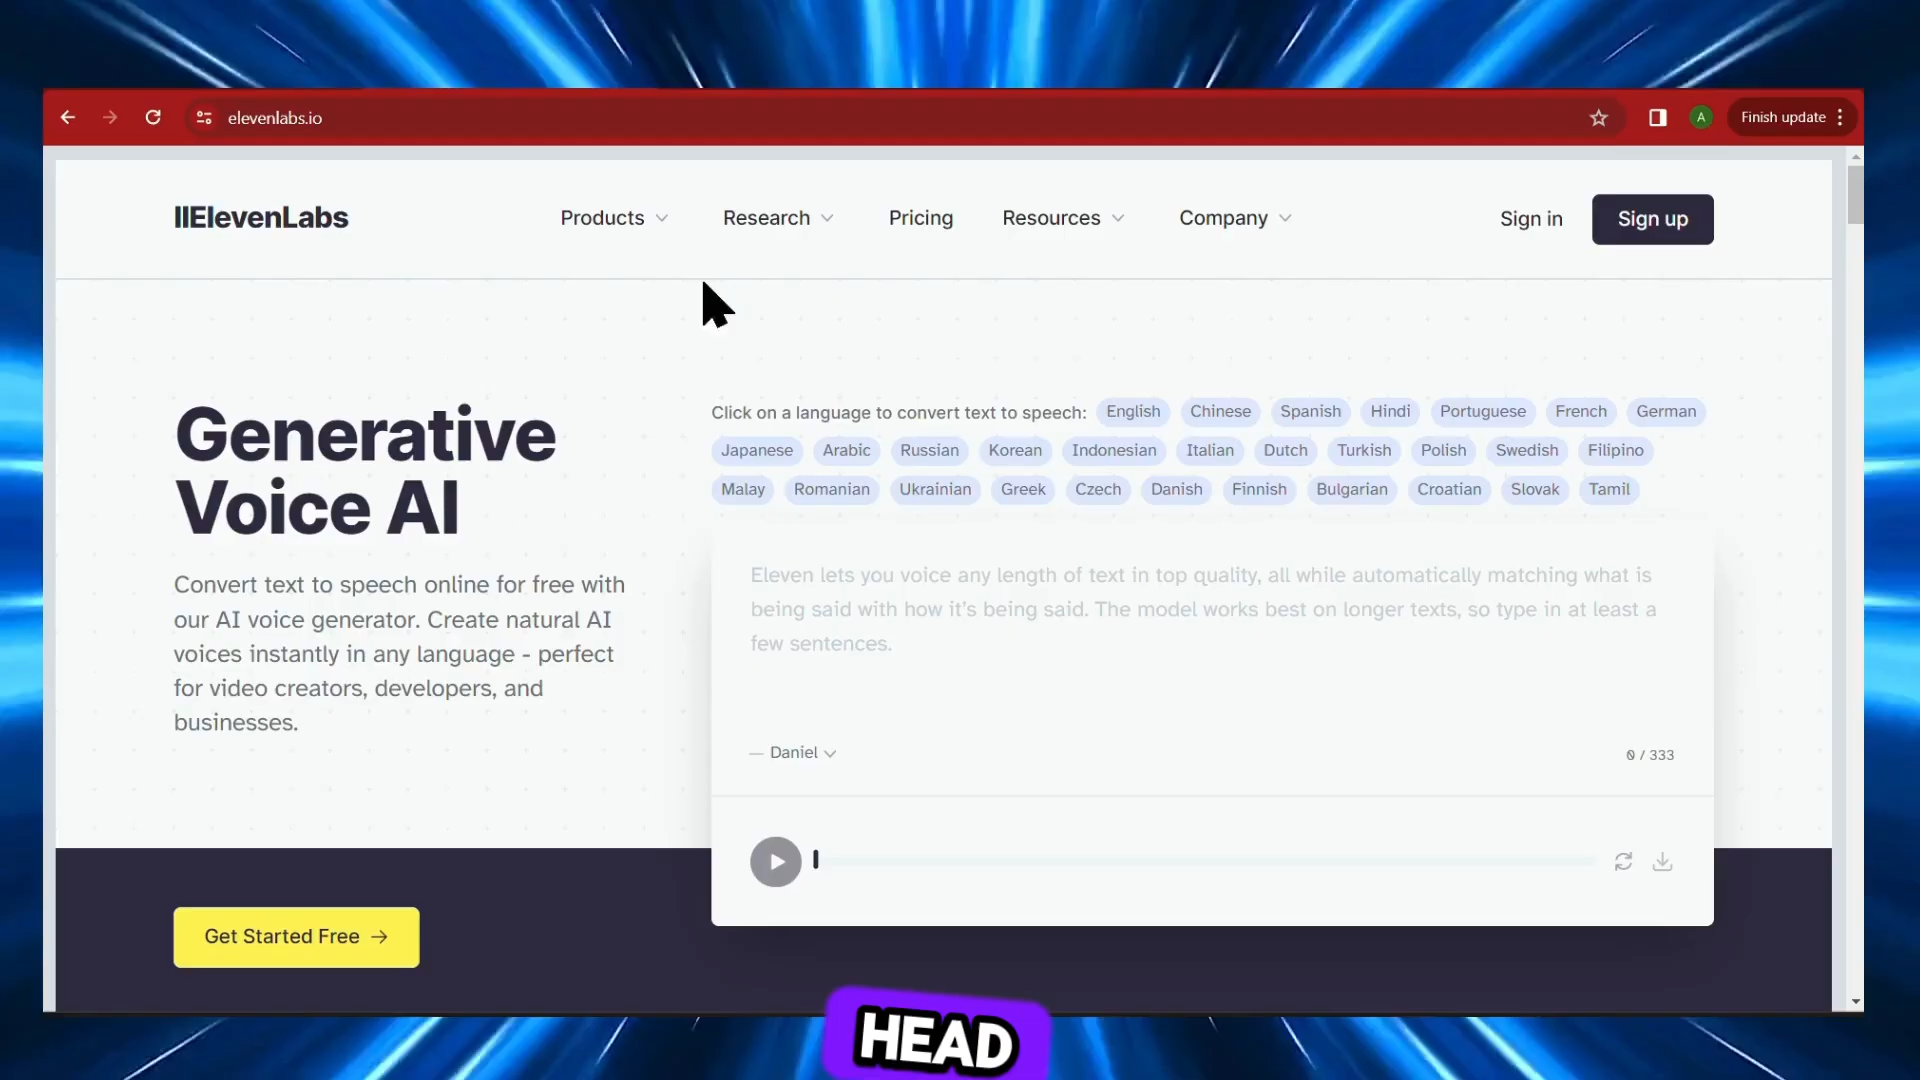 elevenlabs.io
A
Finish update
IIElevenLabs
Products
Research
Pricing
Resources
Company
Sign in
Sign up
Generative
Voice AI
Convert text to speech online for free with
our AI voice generator. Create natural AI
voices instantly in any language - perfect
for video creators, developers, and
businesses.
Click on a language to convert text to speech: English Chinese Spanish Hindi Portuguese French German
Japanese Arabic Russian Korean Indonesian Italian Dutch Turkish Polish Swedish Filipino
Malay Romanian Ukrainian Greek Czech Danish Finnish Bulgarian Croatian Slovak Tamil
Eleven lets you voice any length of text in top quality, all while automatically matching what is
being said with how it’s being said. The model works best on longer texts, so type in at least a
few sentences.
— Daniel
0 / 333
Get Started Free →
HEAD